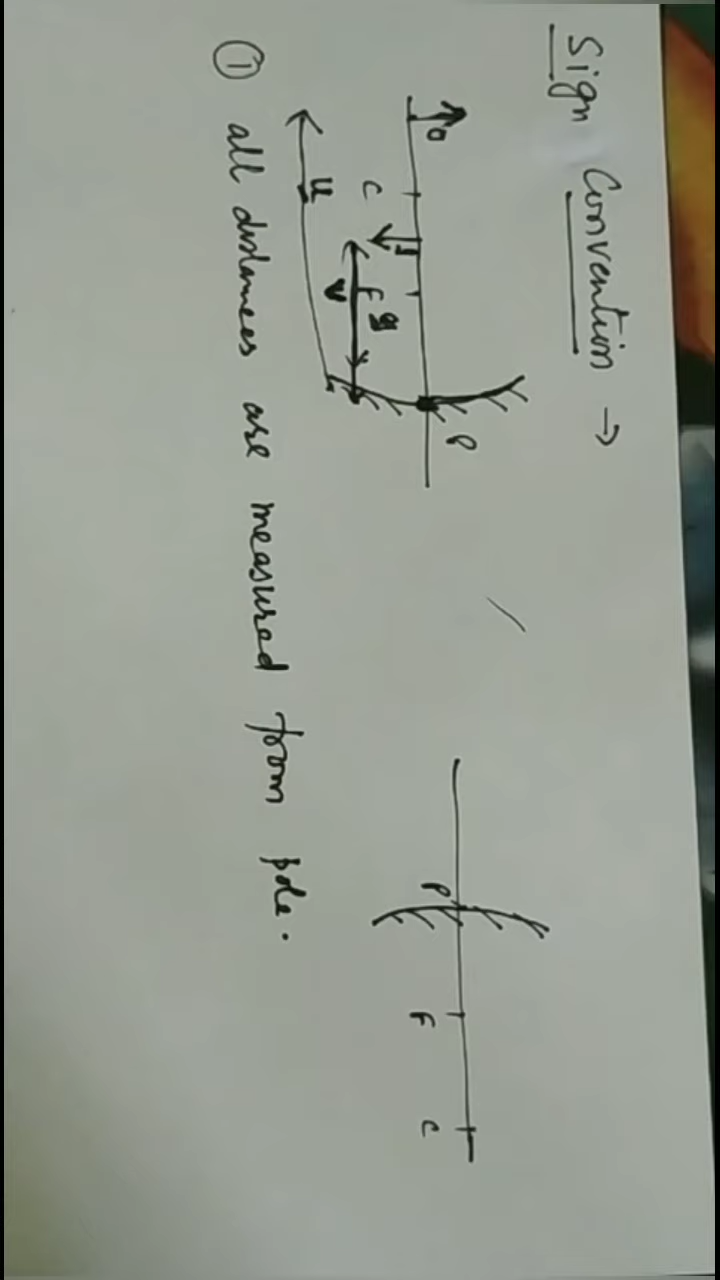 Sign Convention →
O
C
I
F
P
u
v
P
F
C
① all distances are measured from pole.